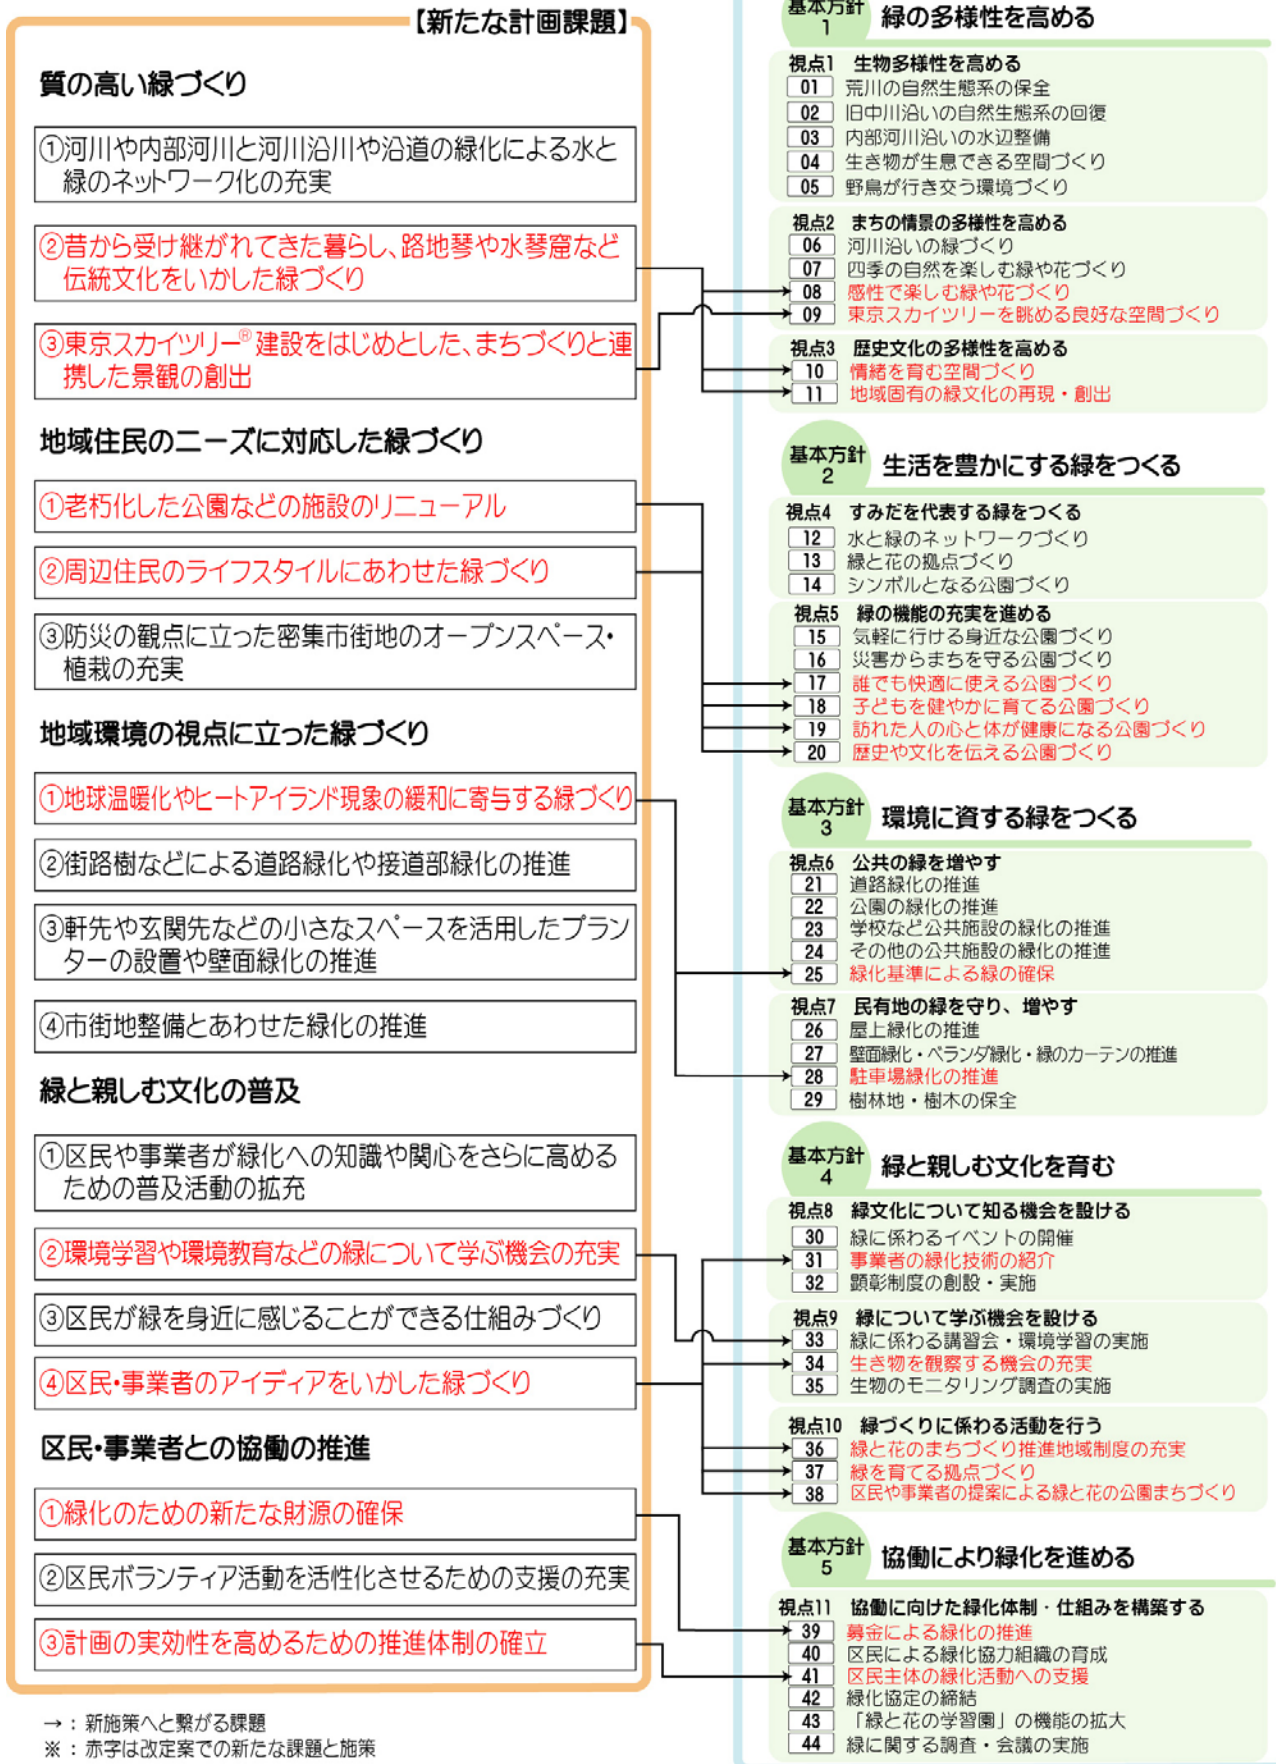 【新たな計画課題】
質の高い緑づくり
①河川や内部河川と河川沿川や沿道の緑化による水と
緑のネットワーク化の充実
②昔から受け継がれてきた暮らし、路地琴や水琴窟など
伝統文化をいかした緑づくり
③東京スカイツリー®建設をはじめとした、まちづくりと連
携した景観の創出
地域住民のニーズに対応した緑づくり
①老朽化した公園などの施設のリニューアル
②周辺住民のライフスタイルにあわせた緑づくり
③防災の観点に立った密集市街地のオープンスペース・
植栽の充実
地域環境の視点に立った緑づくり
①地球温暖化やヒートアイランド現象の緩和に寄与する緑づくり
②街路樹などによる道路緑化や接道部緑化の推進
③軒先や玄関先などの小さなスペースを活用したプラン
ターの設置や壁面緑化の推進
④市街地整備とあわせた緑化の推進
緑と親しむ文化の普及
①区民や事業者が緑化への知識や関心をさらに高める
ための普及活動の拡充
②環境学習や環境教育などの緑について学ぶ機会の充実
③区民が緑を身近に感じることができる仕組みづくり
④区民・事業者のアイディアをいかした緑づくり
区民・事業者との協働の推進
①緑化のための新たな財源の確保
②区民ボランティア活動を活性化させるための支援の充実
③計画の実効性を高めるための推進体制の確立
→：新施策へと繋がる課題
※：赤字は改定案での新たな課題と施策
基本方針
1
緑の多様性を高める
視点1 生物多様性を高める
01 荒川の自然生態系の保全
02 旧中川沿いの自然生態系の回復
03 内部河川沿いの水辺整備
04 生き物が生息できる空間づくり
05 野鳥が行き交う環境づくり
視点2 まちの情景の多様性を高める
06 河川沿いの緑づくり
07 四季の自然を楽しむ緑や花づくり
08 感性で楽しむ緑や花づくり
09 東京スカイツリーを眺める良好な空間づくり
視点3 歴史文化の多様性を高める
10 情緒を育む空間づくり
11 地域固有の緑文化の再現・創出
基本方針
2
生活を豊かにする緑をつくる
視点4 すみだを代表する緑をつくる
12 水と緑のネットワークづくり
13 緑と花の拠点づくり
14 シンボルとなる公園づくり
視点5 緑の機能の充実を進める
15 気軽に行ける身近な公園づくり
16 災害からまちを守る公園づくり
17 誰でも快適に使える公園づくり
18 子どもを健やかに育てる公園づくり
19 訪れた人の心と体が健康になる公園づくり
20 歴史や文化を伝える公園づくり
基本方針
3
環境に資する緑をつくる
視点6 公共の緑を増やす
21 道路緑化の推進
22 公園の緑化の推進
23 学校など公共施設の緑化の推進
24 その他の公共施設の緑化の推進
25 緑化基準による緑の確保
視点7 民有地の緑を守り、増やす
26 屋上緑化の推進
27 壁面緑化・ベランダ緑化・緑のカーテンの推進
28 駐車場緑化の推進
29 樹林地・樹木の保全
基本方針
4
緑と親しむ文化を育む
視点8 緑文化について知る機会を設ける
30 緑に係わるイベントの開催
31 事業者の緑化技術の紹介
32 顕彰制度の創設・実施
視点9 緑について学ぶ機会を設ける
33 緑に係わる講習会・環境学習の実施
34 生き物を観察する機会の充実
35 生物のモニタリング調査の実施
視点10 緑づくりに係わる活動を行う
36 緑と花のまちづくり推進地域制度の充実
37 緑を育てる拠点づくり
38 区民や事業者の提案による緑と花の公園まちづくり
基本方針
5
協働により緑化を進める
視点11 協働に向けた緑化体制・仕組みを構築する
39 募金による緑化の推進
40 区民による緑化協力組織の育成
41 区民主体の緑化活動への支援
42 緑化協定の締結
43 「緑と花の学習園」の機能の拡大
44 緑に関する調査・会議の実施